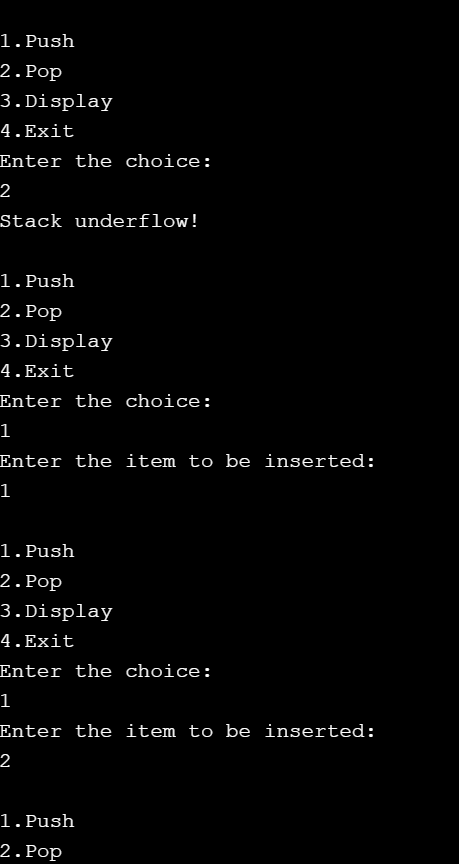 1.Push
2.Pop
3.Display
4.Exit
Enter the choice:
2
Stack underflow!
1.Push
2.Pop
3.Display
4.Exit
Enter the choice:
1
Enter the item to be inserted:
1
1.Push
2.Pop
3.Display
4.Exit
Enter the choice:
1
Enter the item to be inserted:
2
1.Push
2.Pop